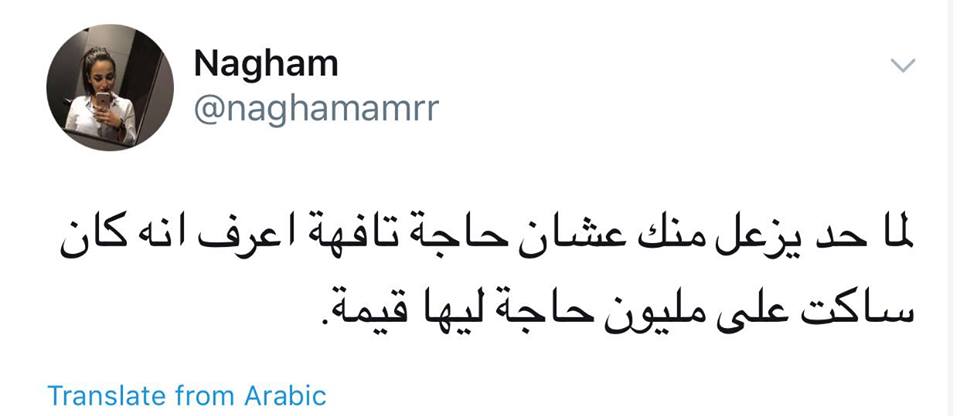 Nagham
@naghamamrr
لما حد يزعل منك عشان حاجة تافهة اعرف انه كان
ساكت على مليون حاجة ليها قيمة.
Translate from Arabic